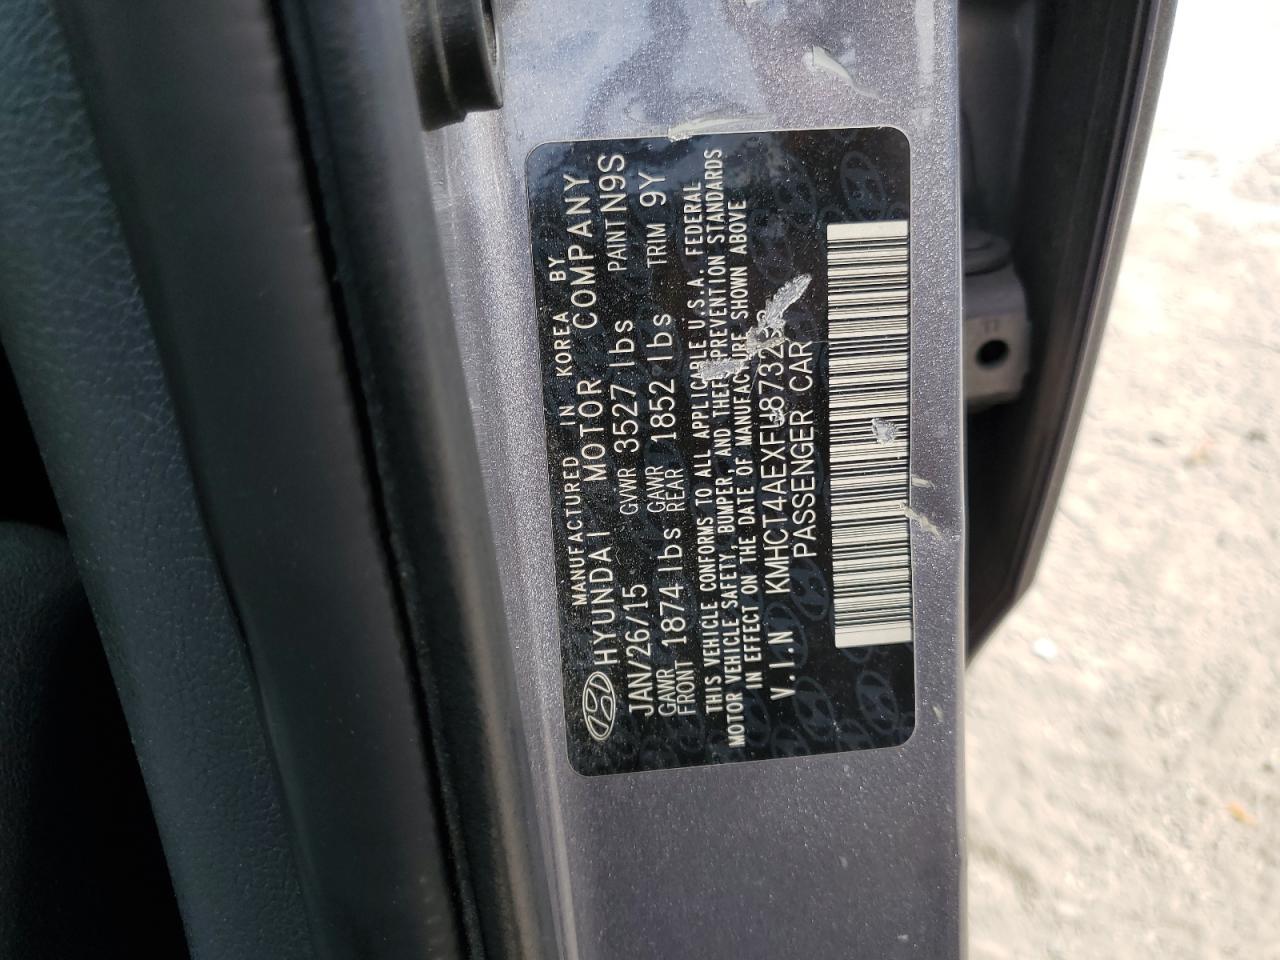 MANUFACTURED IN KOREA BY
HYUNDAI MOTOR COMPANY
JAN/26/15 GVWR 3527 lbs PAINT N9S
GAWR FRONT 1874 lbs GAWR REAR 1852 lbs TRIM 9Y
THIS VEHICLE CONFORMS TO ALL APPLICABLE U.S.A. FEDERAL
MOTOR VEHICLE SAFETY, BUMPER, AND THEFT PREVENTION STANDARDS
IN EFFECT ON THE DATE OF MANUFACTURE SHOWN ABOVE
V.I.N
PASSENGER CAR